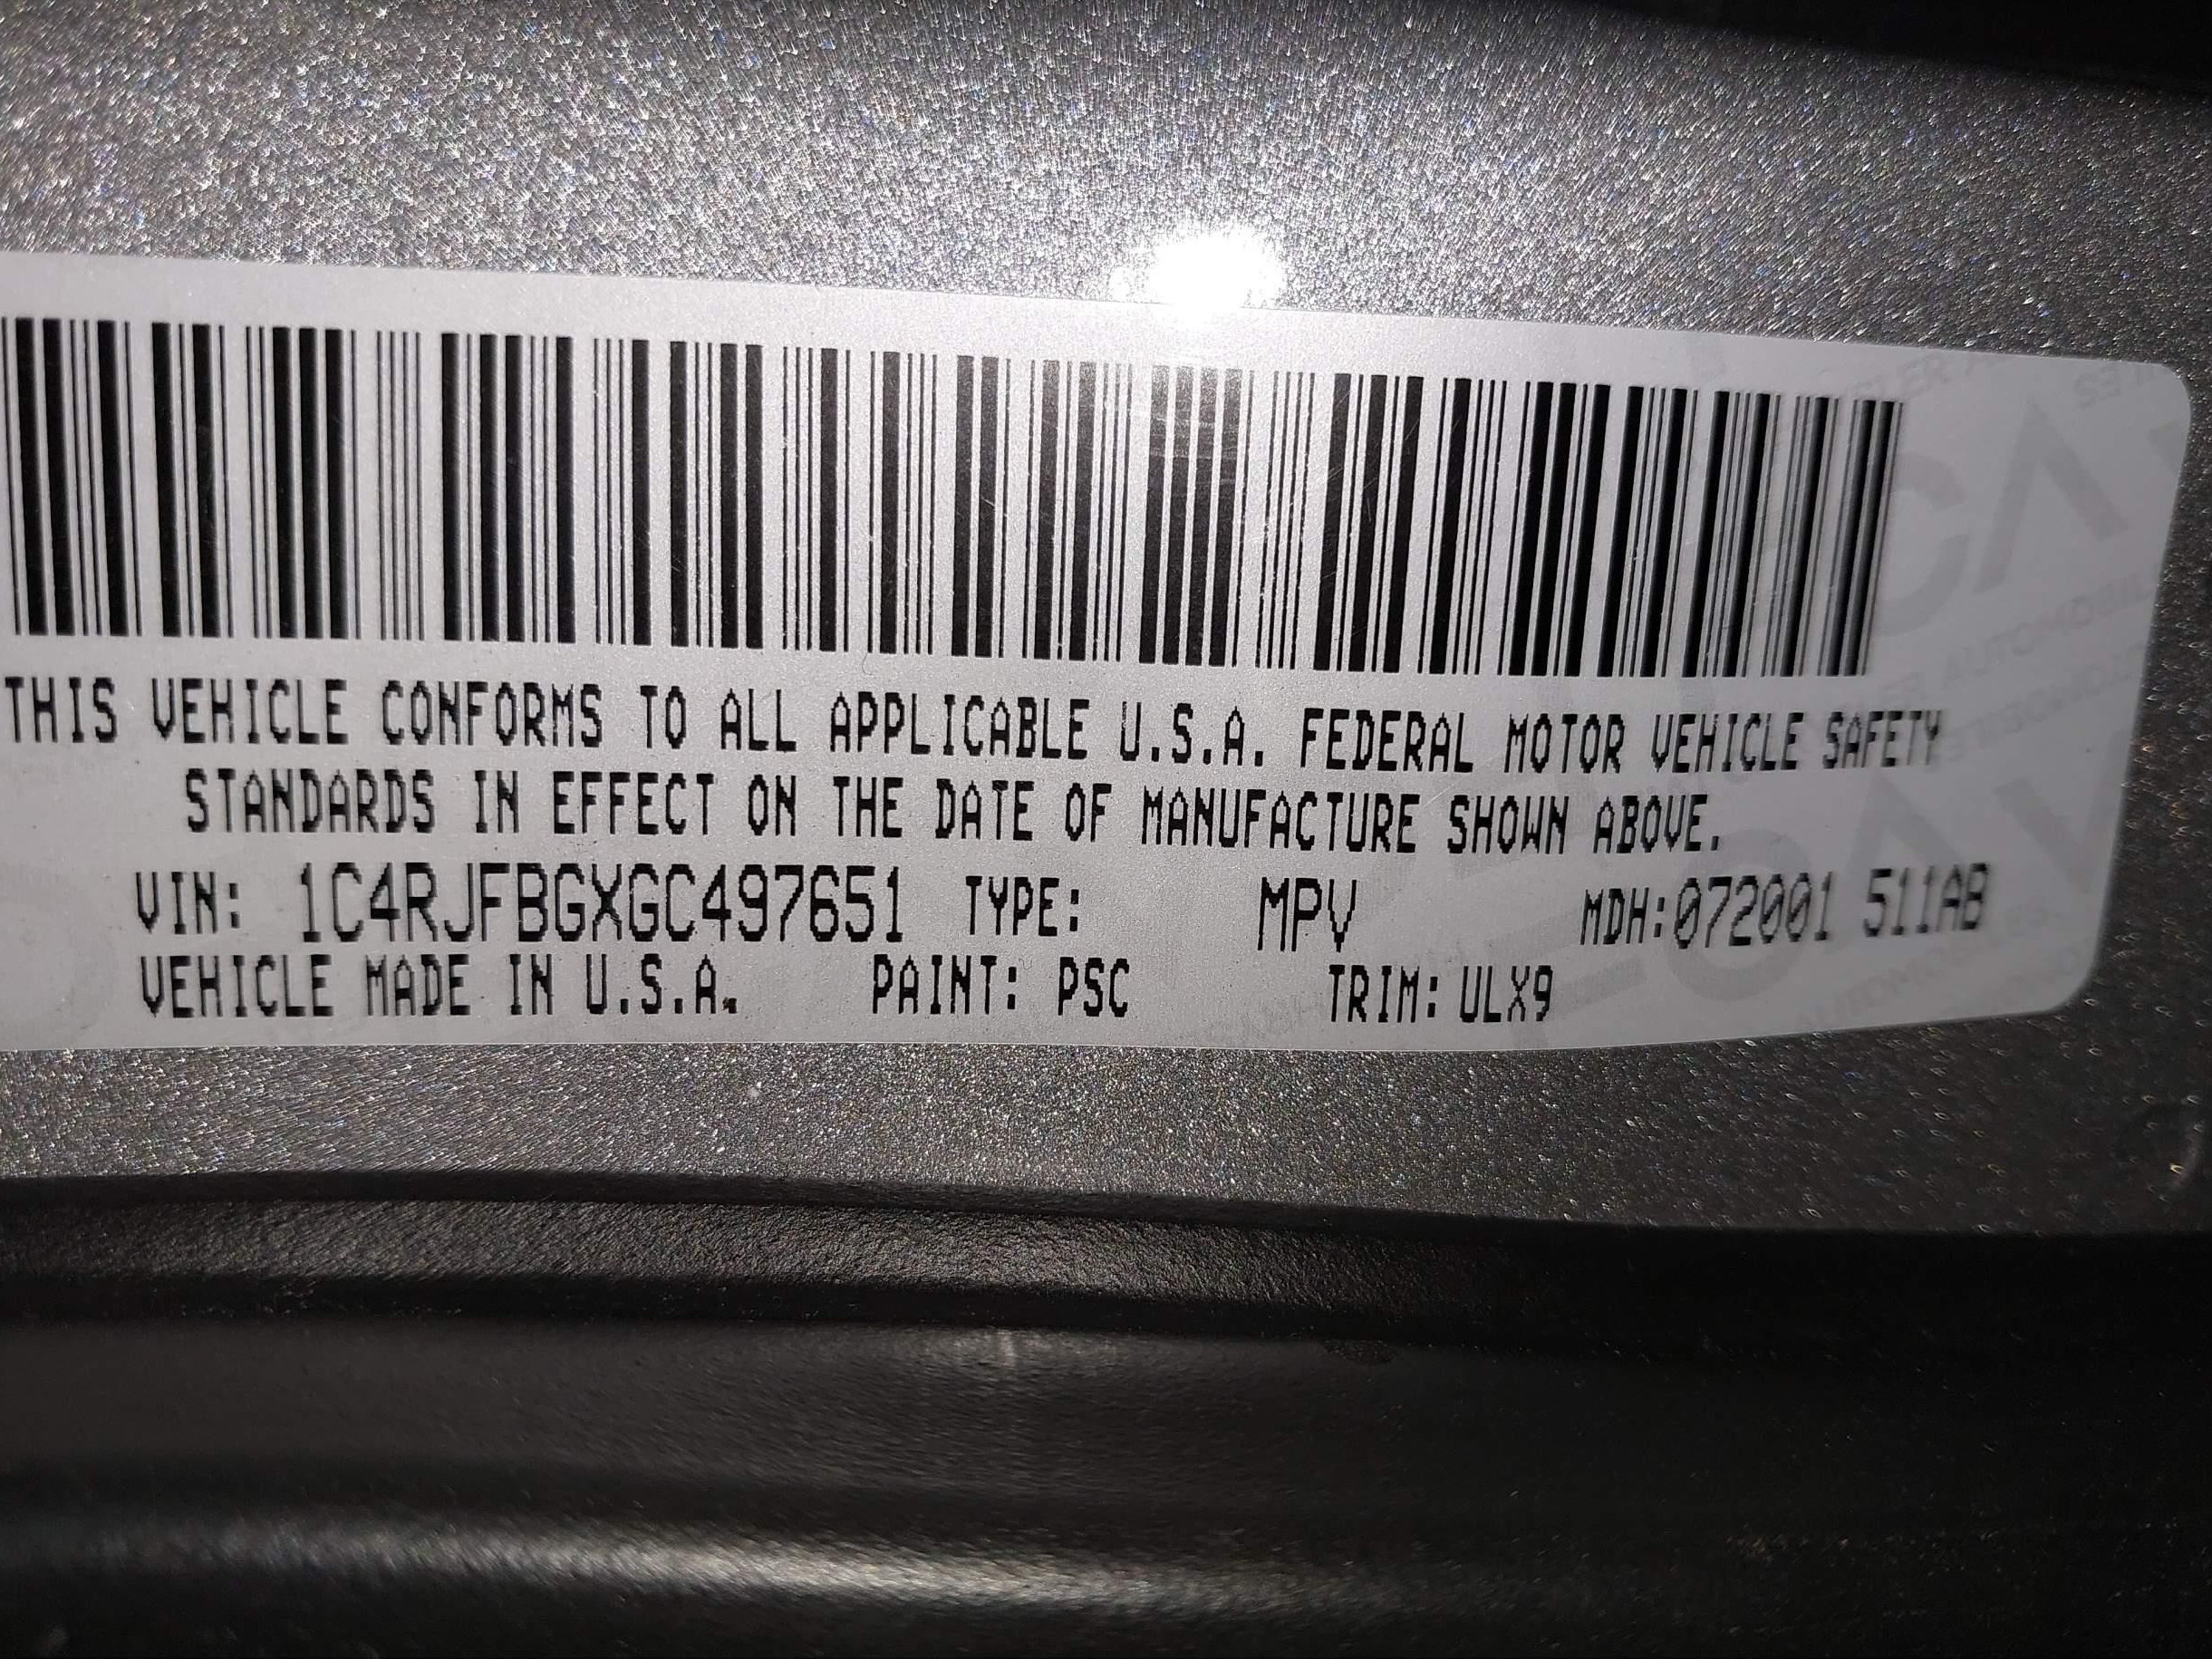 THIS VEHICLE CONFORMS TO ALL APPLICABLE U.S.A. FEDERAL MOTOR VEHICLE SAFETY
STANDARDS IN EFFECT ON THE DATE OF MANUFACTURE SHOWN ABOVE.
VIN: 1C4RJFBGXGC497651 TYPE: MPV MDH:072001 511AB
VEHICLE MADE IN U.S.A. PAINT: PSC TRIM: ULX9